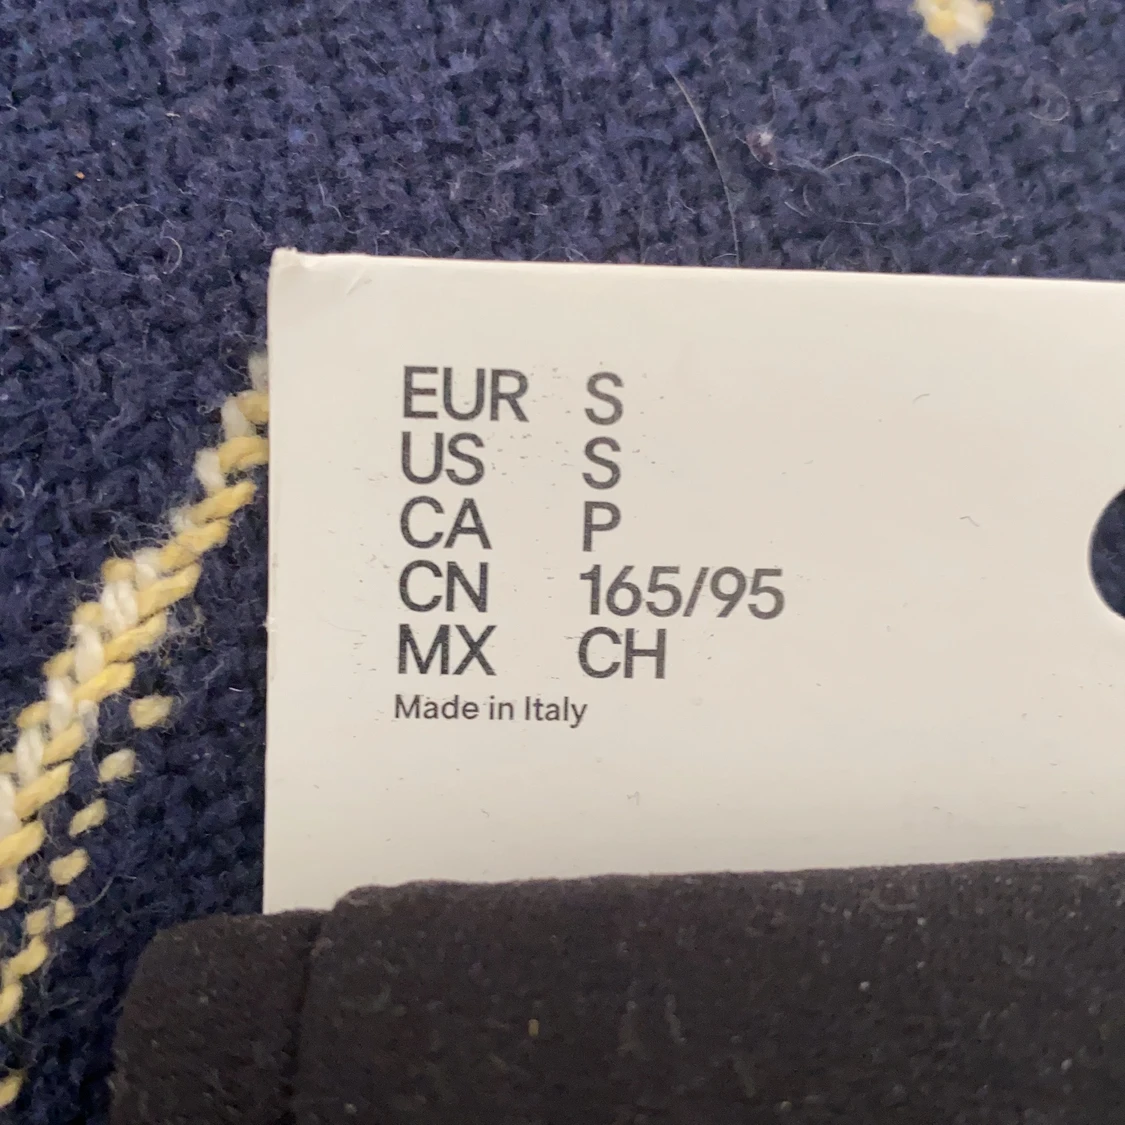 EUR S
US S
CA P
CN 165/95
MX CH
Made in Italy